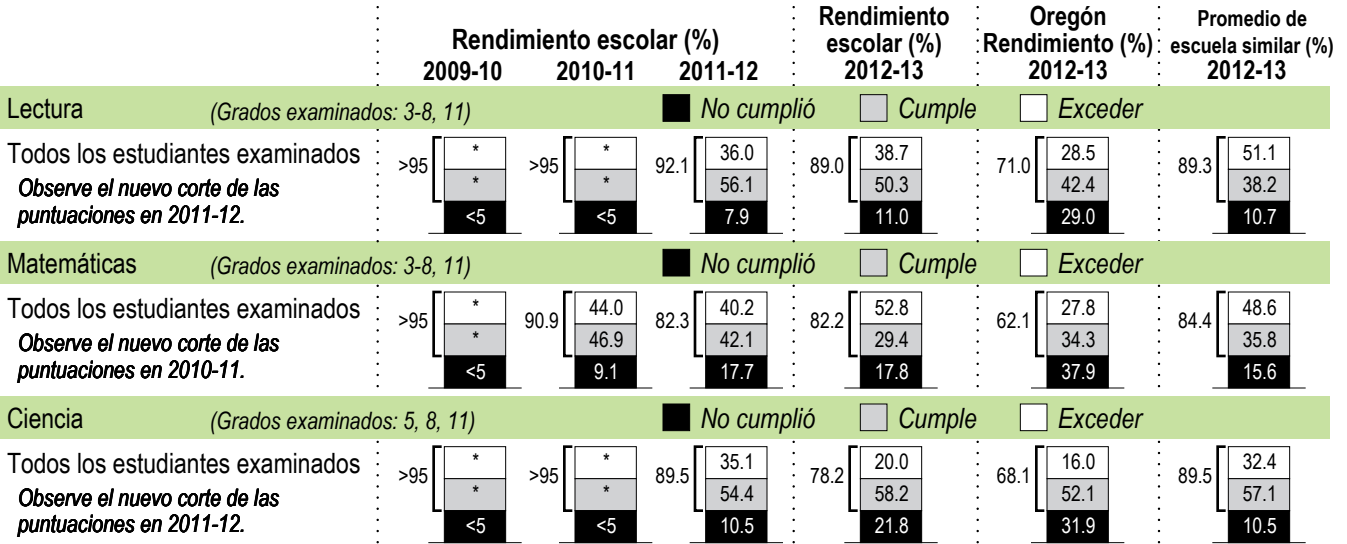 Rendimiento escolar (%)
2009-10 2010-11 2011-12
Rendimiento
escolar (%)
2012-13
Oregón
Rendimiento (%)
2012-13
Promedio de
escuela similar (%)
2012-13
Lectura (Grados examinados: 3-8, 11) No cumplió Cumple Exceder
Todos los estudiantes examinados
Observe el nuevo corte de las
puntuaciones en 2011-12.
>95 * * <5
>95 * * <5
92.1 36.0 56.1 7.9
89.0 38.7 50.3 11.0
71.0 28.5 42.4 29.0
89.3 51.1 38.2 10.7
Matemáticas (Grados examinados: 3-8, 11) No cumplió Cumple Exceder
Todos los estudiantes examinados
Observe el nuevo corte de las
puntuaciones en 2010-11.
>95 * * <5
90.9 44.0 46.9 9.1
82.3 40.2 42.1 17.7
82.2 52.8 29.4 17.8
62.1 27.8 34.3 37.9
84.4 48.6 35.8 15.6
Ciencia (Grados examinados: 5, 8, 11) No cumplió Cumple Exceder
Todos los estudiantes examinados
Observe el nuevo corte de las
puntuaciones en 2011-12.
>95 * * <5
>95 * * <5
89.5 35.1 54.4 10.5
78.2 20.0 58.2 21.8
68.1 16.0 52.1 31.9
89.5 32.4 57.1 10.5